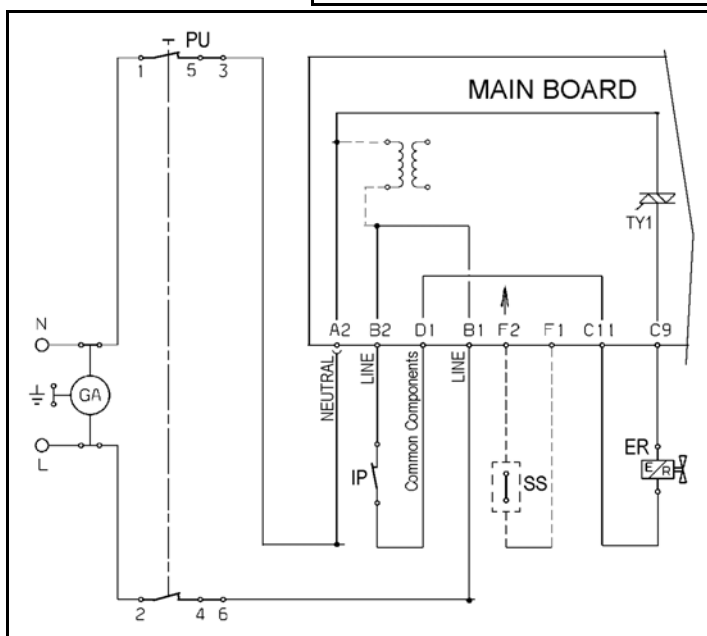 PU
1 5 3
MAIN BOARD
TY1
N
GA
L
A2 B2 D1 B1 F2 F1 C11 C9
NEUTRAL
LINE
Common Components
LINE
IP
SS
ER
E/R
2 4 6